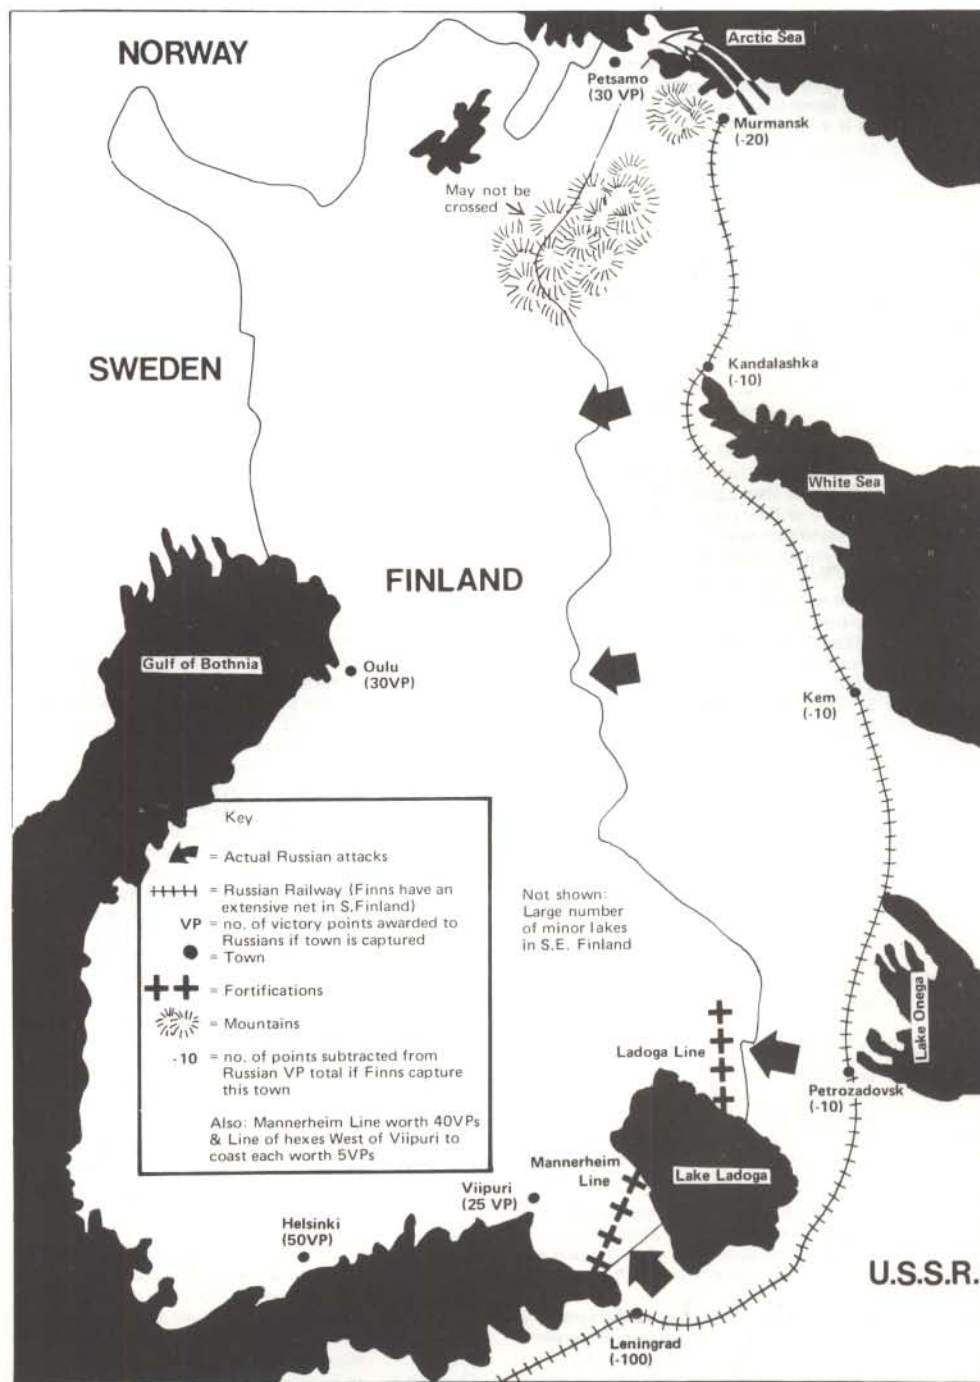 NORWAY
Arctic Sea
Petsamo
(30 VP)
Murmansk
(-20)
May not be
crossed
SWEDEN
Kandalashka
(-10)
White Sea
FINLAND
Gulf of Bothnia
Oulu
(30VP)
Kem
(-10)
Key
= Actual Russian attacks
= Russian Railway (Finns have an
extensive net in S.Finland)
VP = no. of victory points awarded to
Russians if town is captured
= Town
= Fortifications
= Mountains
-10 = no. of points subtracted from
Russian VP total if Finns capture
this town
Also: Mannerheim Line worth 40VPs
& Line of hexes West of Viipuri to
coast each worth 5VPs
Not shown:
Large number
of minor lakes
in S.E. Finland
Lake Onega
Ladoga Line
Petrozadovsk
(-10)
Mannerheim
Line
Lake Ladoga
Viipuri
(25 VP)
Helsinki
(50VP)
U.S.S.R.
Leningrad
(-100)